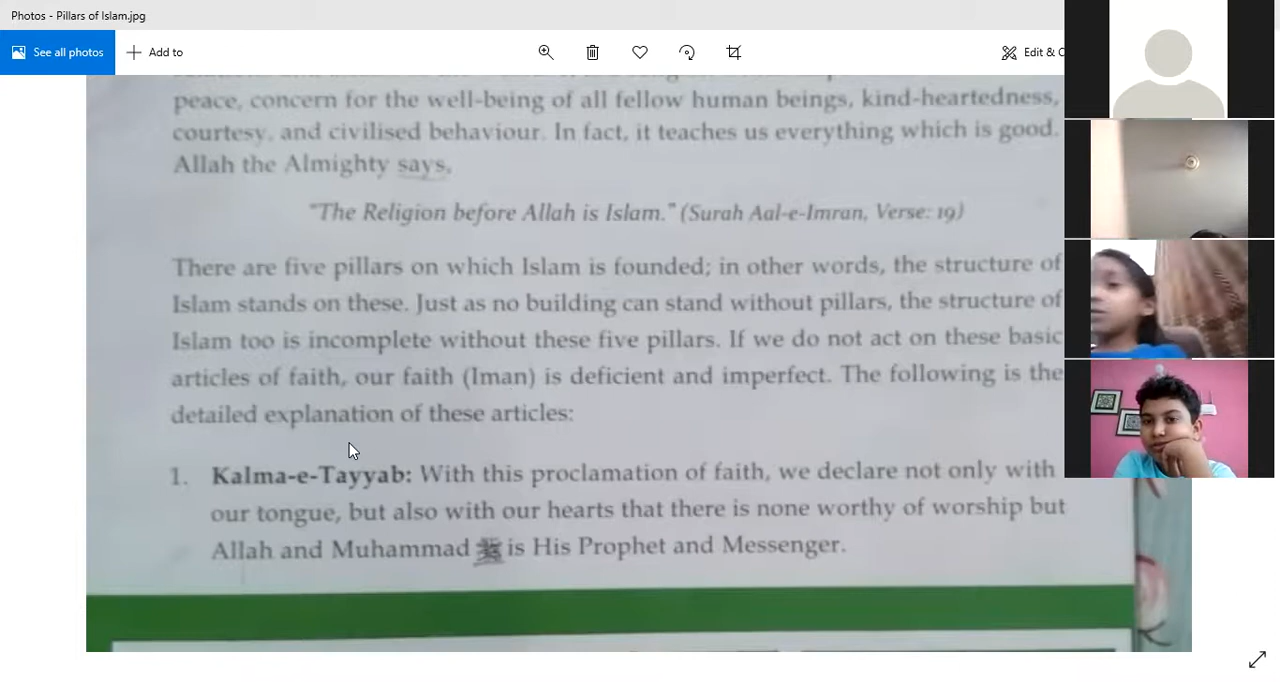 Photos - Pillars of Islam.jpg
See all photos
Add to
Edit & C
peace, concern for the well-being of all fellow human beings, kind-heartedness,
courtesy, and civilised behaviour. In fact, it teaches us everything which is good.
Allah the Almighty says,
"The Religion before Allah is Islam." (Surah Aal-e-Imran, Verse: 19)
There are five pillars on which Islam is founded; in other words, the structure of
Islam stands on these. Just as no building can stand without pillars, the structure of
Islam too is incomplete without these five pillars. If we do not act on these basic
articles of faith, our faith (Iman) is deficient and imperfect. The following is the
detailed explanation of these articles:
1. Kalma-e-Tayyab: With this proclamation of faith, we declare not only with
our tongue, but also with our hearts that there is none worthy of worship but
Allah and Muhammad ﷺ is His Prophet and Messenger.